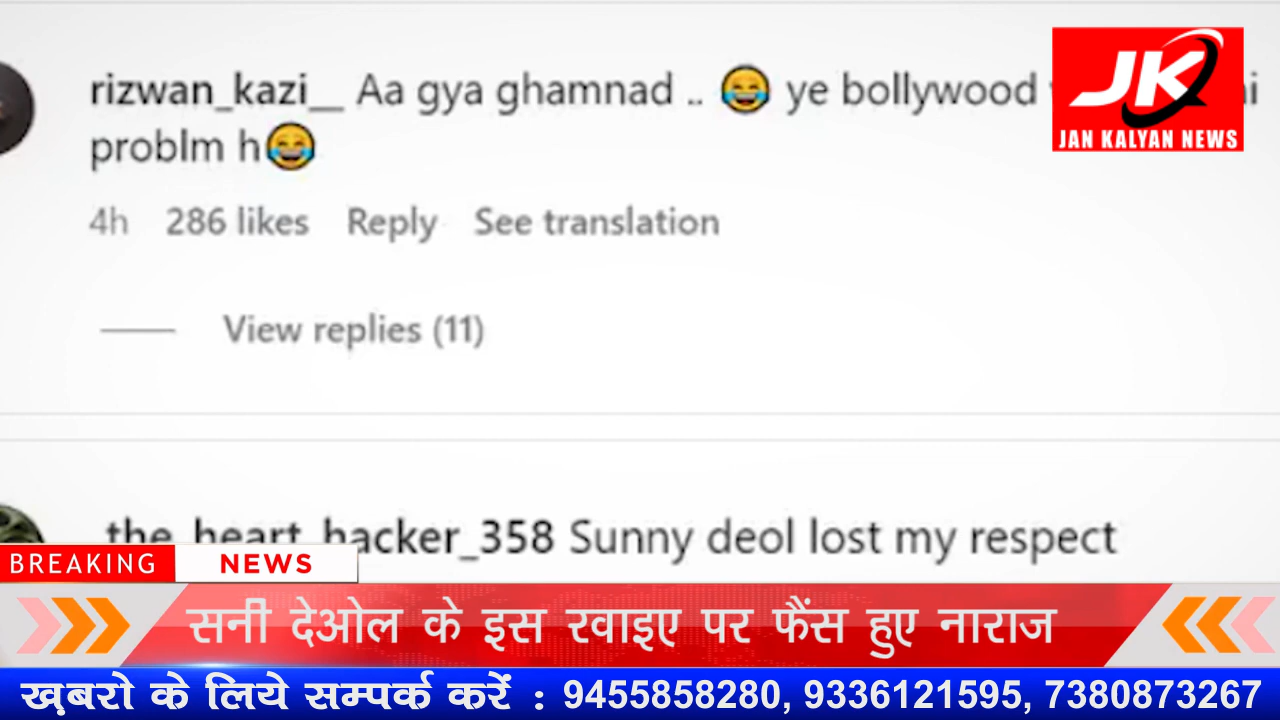 rizwan_kazi__ Aa gya ghamnad .. 😂 ye bollywood
problm h😂
4h 286 likes Reply See translation
View replies (11)
the_heart_hacker_358 Sunny deol lost my respect
JK
JAN KALYAN NEWS
BREAKING NEWS
सनी देओल के इस रवाइए पर फैंस हुए नाराज
ख़बरो के लिये सम्पर्क करें : 9455858280, 9336121595, 7380873267